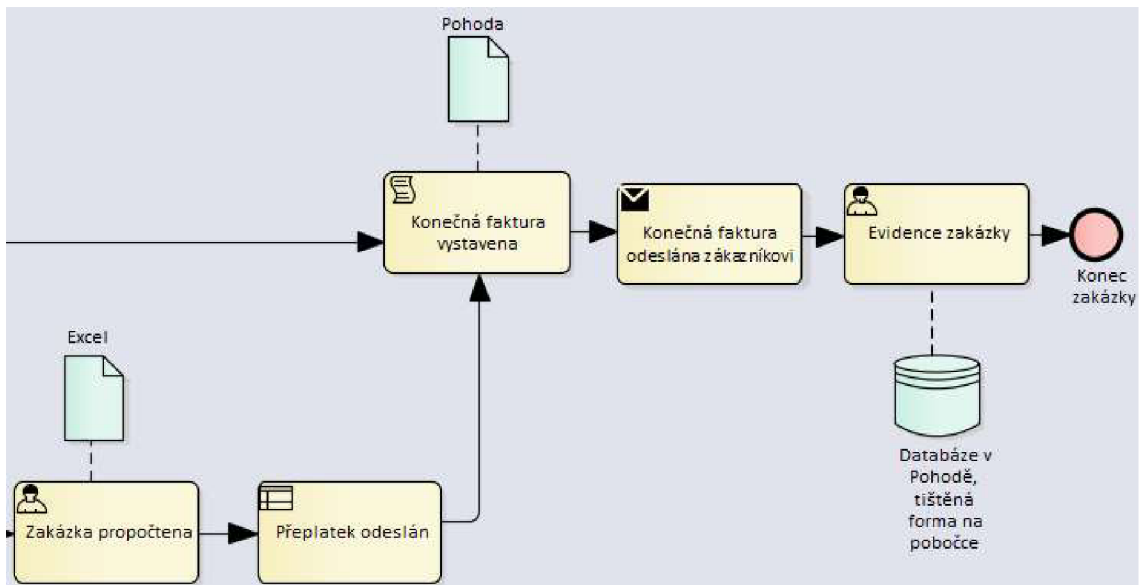 Pohoda
Konečná faktura
vystavena
Konečná faktura
odeslána zákazníkovi
Evidence zakázky
Konec
zakázky
Excel
Databáze v
Pohodě,
tištěná
forma na
pobočce
Zakázka propočtena
Přeplatek odeslán